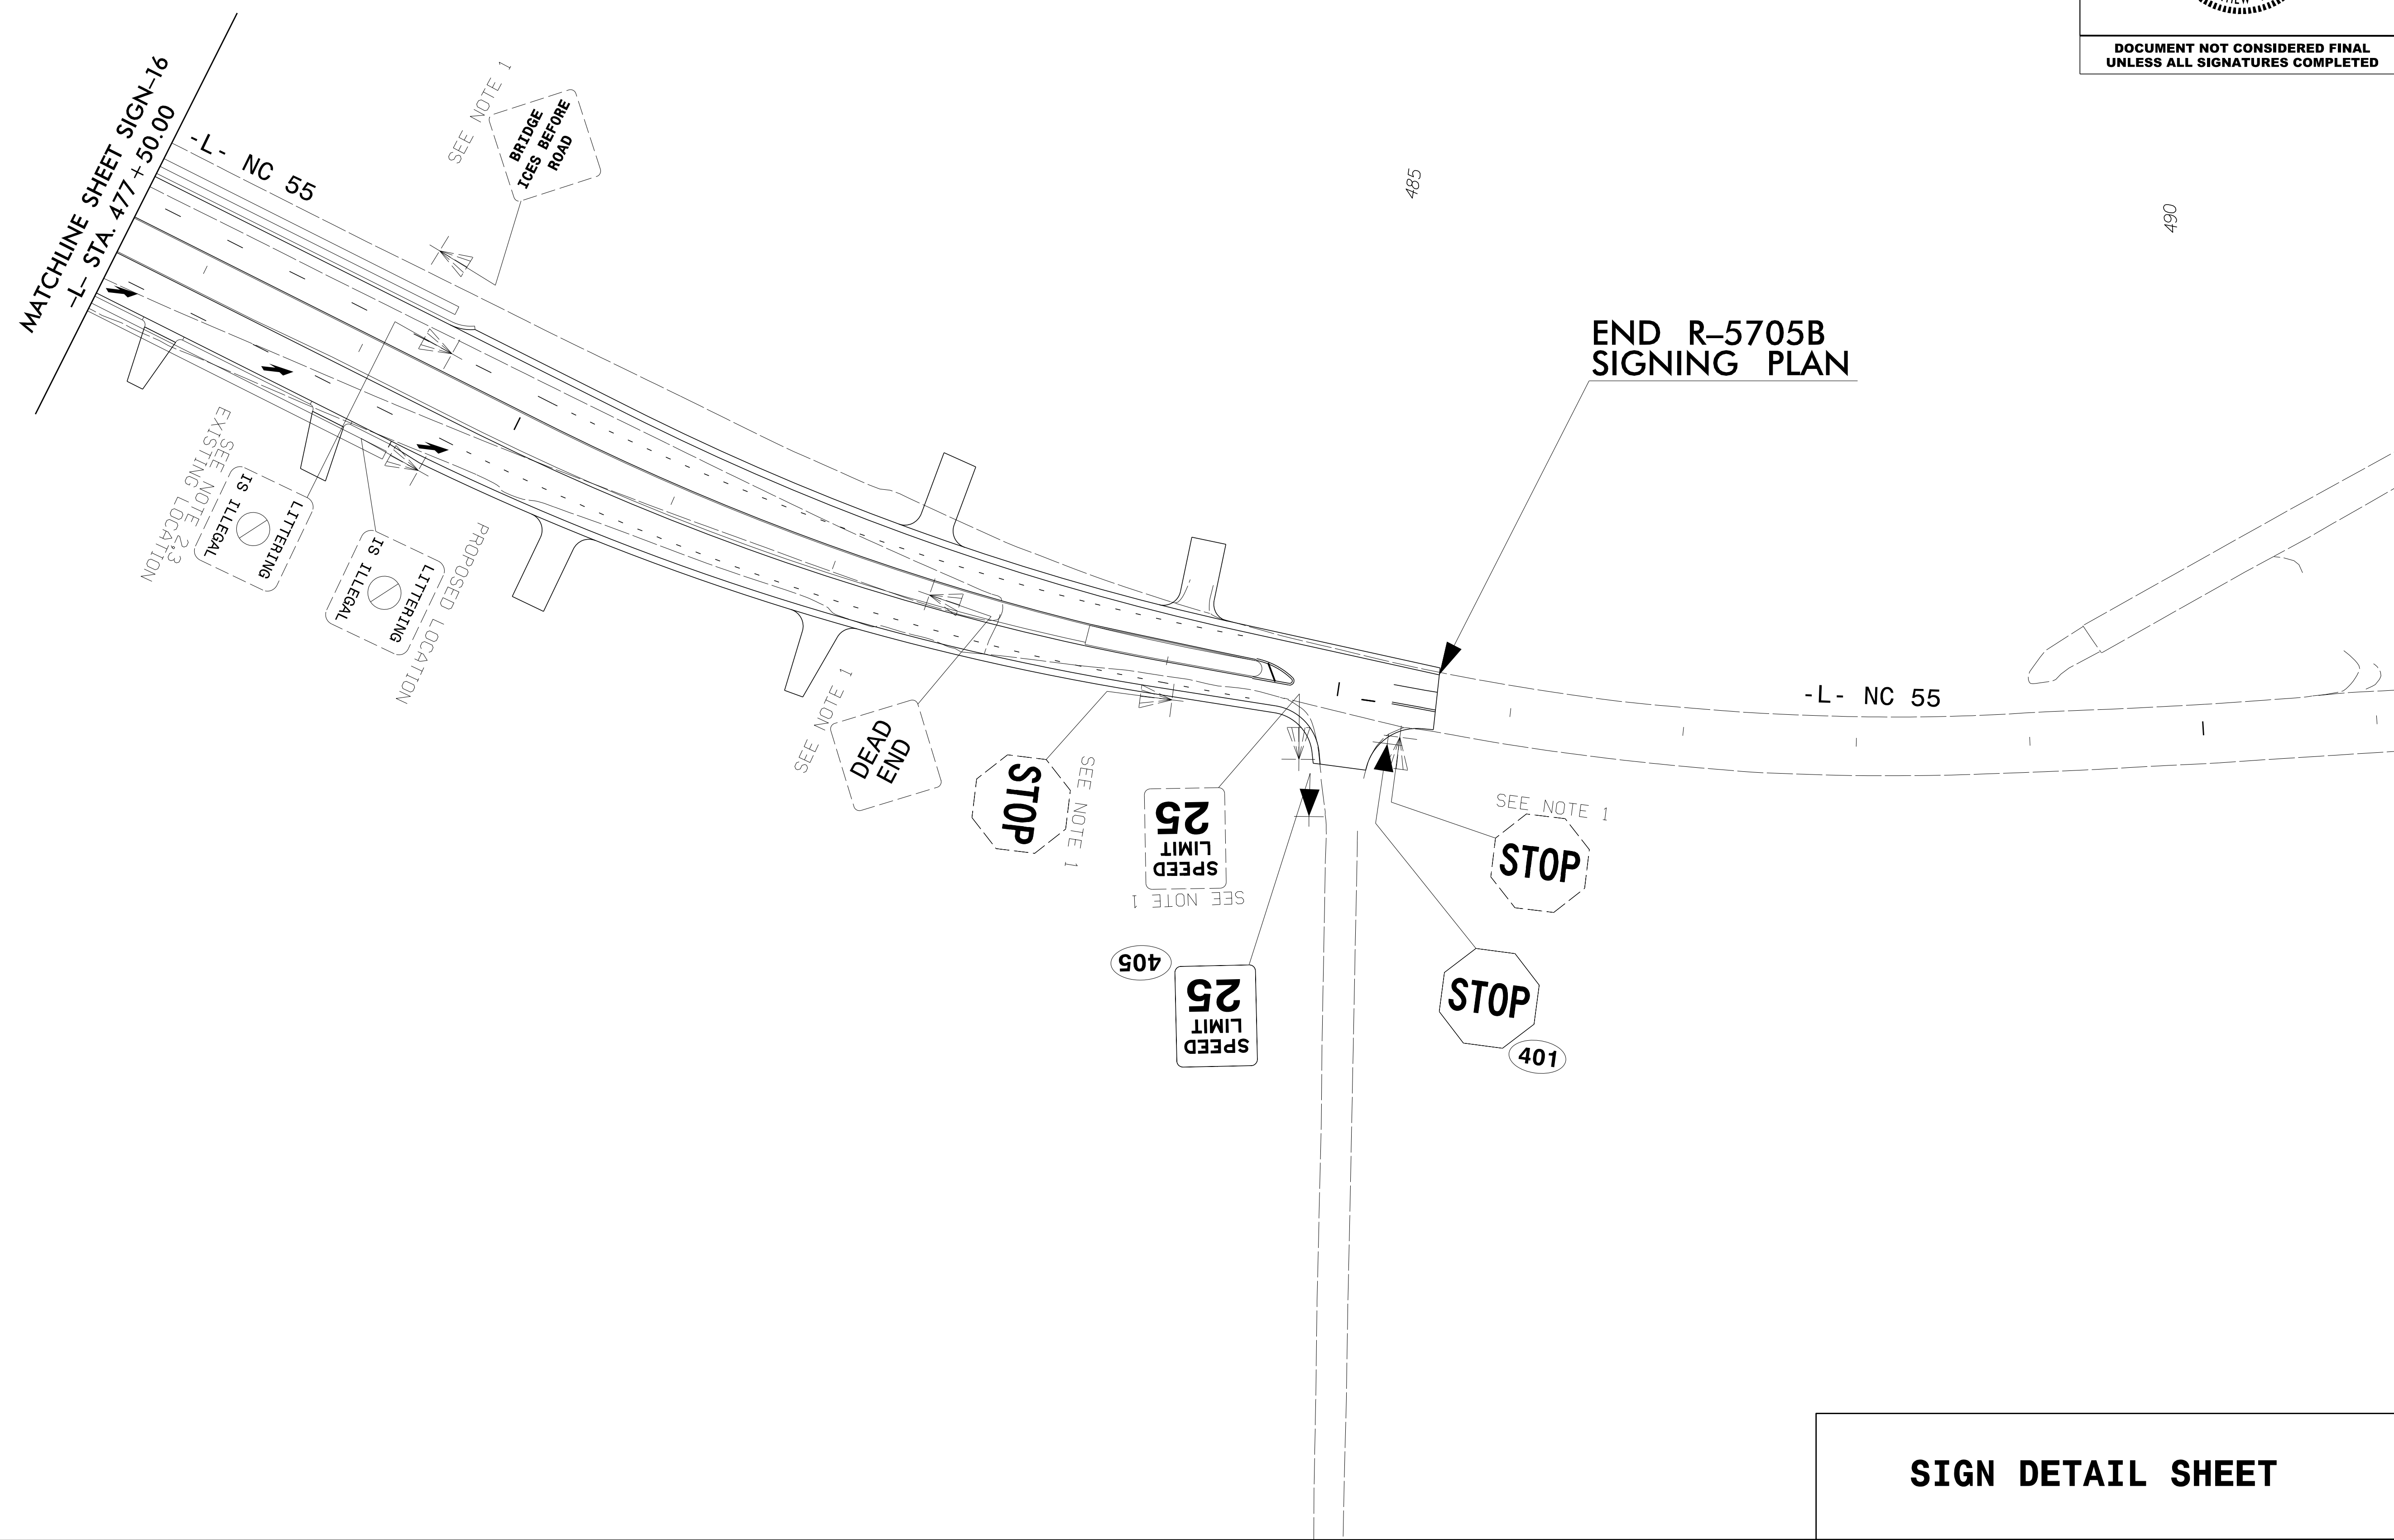 DOCUMENT NOT CONSIDERED FINAL
UNLESS ALL SIGNATURES COMPLETED
MATCHLINE SHEET SIGN-16
-L- STA. 477+50.00
-L- NC 55
SEE NOTE 1
BRIDGE
ICES BEFORE
ROAD
485
490
END R-5705B
SIGNING PLAN
EXISTING LOCATION
SEE NOTE 2*3
LITTERING
IS ILLEGAL
PROPOSED LOCATION
LITTERING
IS ILLEGAL
SEE NOTE 1
DEAD
END
STOP
SEE NOTE 1
SPEED
LIMIT
25
SEE NOTE 1
-L- NC 55
SEE NOTE 1
STOP
405
SPEED
LIMIT
25
STOP
401
SIGN DETAIL SHEET